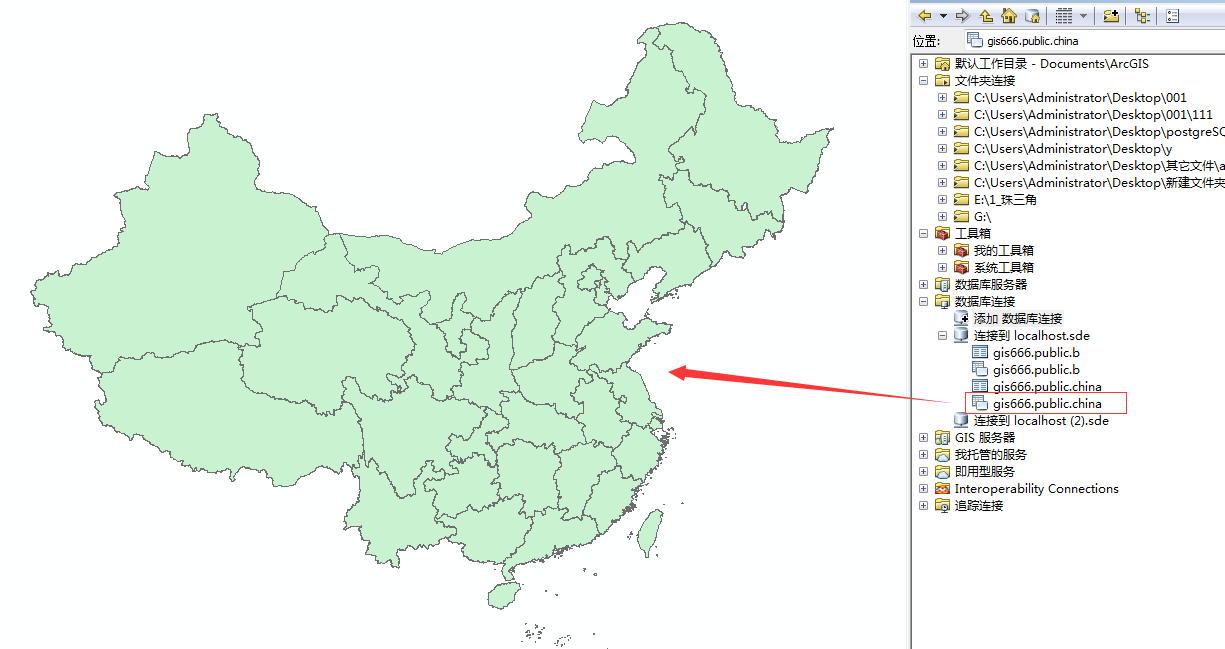 位置:
gis666.public.china
默认工作目录 - Documents\ArcGIS
文件夹连接
C:\Users\Administrator\Desktop\001
C:\Users\Administrator\Desktop\001\111
C:\Users\Administrator\Desktop\postgreSQ
C:\Users\Administrator\Desktop\y
C:\Users\Administrator\Desktop\其它文件\a
C:\Users\Administrator\Desktop\新建文件夹
E:\1_珠三角
G:\
工具箱
我的工具箱
系统工具箱
数据库服务器
数据库连接
添加 数据库连接
连接到 localhost.sde
gis666.public.b
gis666.public.b
gis666.public.china
gis666.public.china
连接到 localhost (2).sde
GIS 服务器
我托管的服务
即用型服务
Interoperability Connections
追踪连接